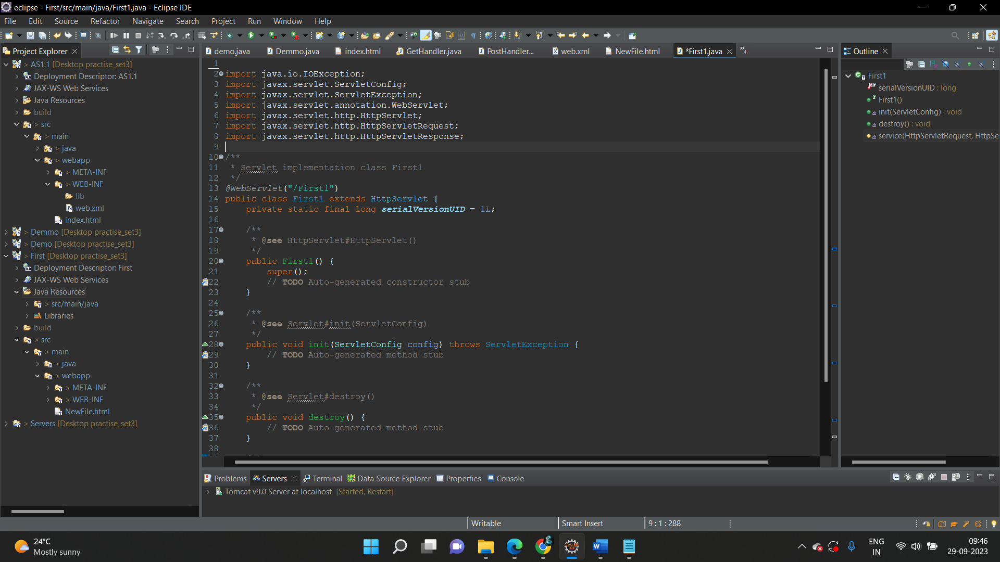 eclipse - First/src/main/java/First1.java - Eclipse IDE
File Edit Source Refactor Navigate Search Project Run Window Help
Project Explorer
demo.java Demmo.java index.html GetHandler.java PostHandler... web.xml NewFile.html *First1.java »4
Outline
> AS1.1 [Desktop practise_set3]
Deployment Descriptor: AS1.1
JAX-WS Web Services
Java Resources
build
> src
> main
> java
> webapp
> META-INF
> WEB-INF
lib
web.xml
index.html
> Demmo [Desktop practise_set3]
> Demo [Desktop practise_set3]
> First [Desktop practise_set3]
Deployment Descriptor: First
JAX-WS Web Services
Java Resources
> src/main/java
Libraries
build
> src
> main
> java
> webapp
> META-INF
> WEB-INF
NewFile.html
> Servers [Desktop practise_set3]
1
2 import java.io.IOException;
3 import javax.servlet.ServletConfig;
4 import javax.servlet.ServletException;
5 import javax.servlet.annotation.WebServlet;
6 import javax.servlet.http.HttpServlet;
7 import javax.servlet.http.HttpServletRequest;
8 import javax.servlet.http.HttpServletResponse;
9
10 /**
11  * Servlet implementation class First1
12  */
13 @WebServlet("/First1")
14 public class First1 extends HttpServlet {
15     private static final long serialVersionUID = 1L;
16
17     /**
18      * @see HttpServlet#HttpServlet()
19      */
20     public First1() {
21         super();
22         // TODO Auto-generated constructor stub
23     }
24
25     /**
26      * @see Servlet#init(ServletConfig)
27      */
28     public void init(ServletConfig config) throws ServletException {
29         // TODO Auto-generated method stub
30     }
31
32     /**
33      * @see Servlet#destroy()
34      */
35     public void destroy() {
36         // TODO Auto-generated method stub
37     }
38
First1
serialVersionUID : long
First1()
init(ServletConfig) : void
destroy() : void
service(HttpServletRequest, HttpSe
Problems Servers Terminal Data Source Explorer Properties Console
Tomcat v9.0 Server at localhost [Started, Restart]
Writable Smart Insert 9 : 1 : 288
24°C
Mostly sunny
ENG
IN
09:46
29-09-2023